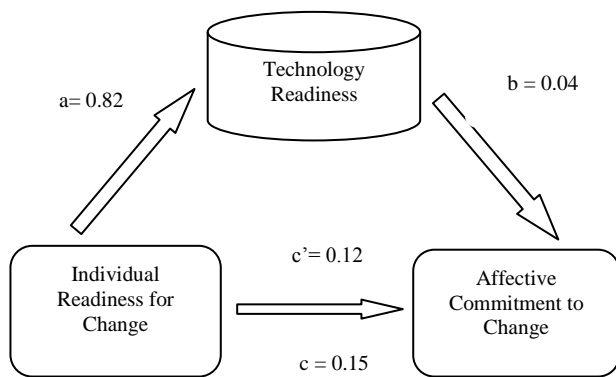 Technology
Readiness
a= 0.82
b = 0.04
Individual
Readiness for
Change
c’= 0.12
c = 0.15
Affective
Commitment to
Change